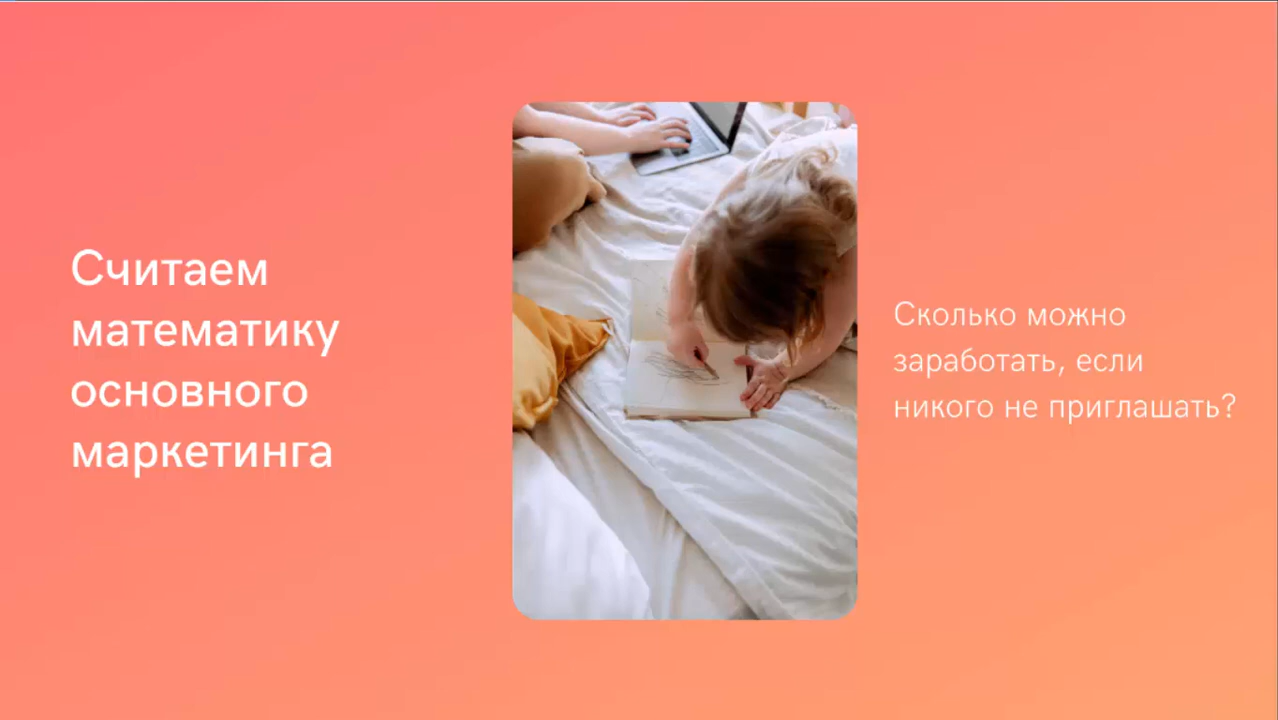 Считаем
математику
основного
маркетинга
Сколько можно
заработать, если
никого не приглашать?